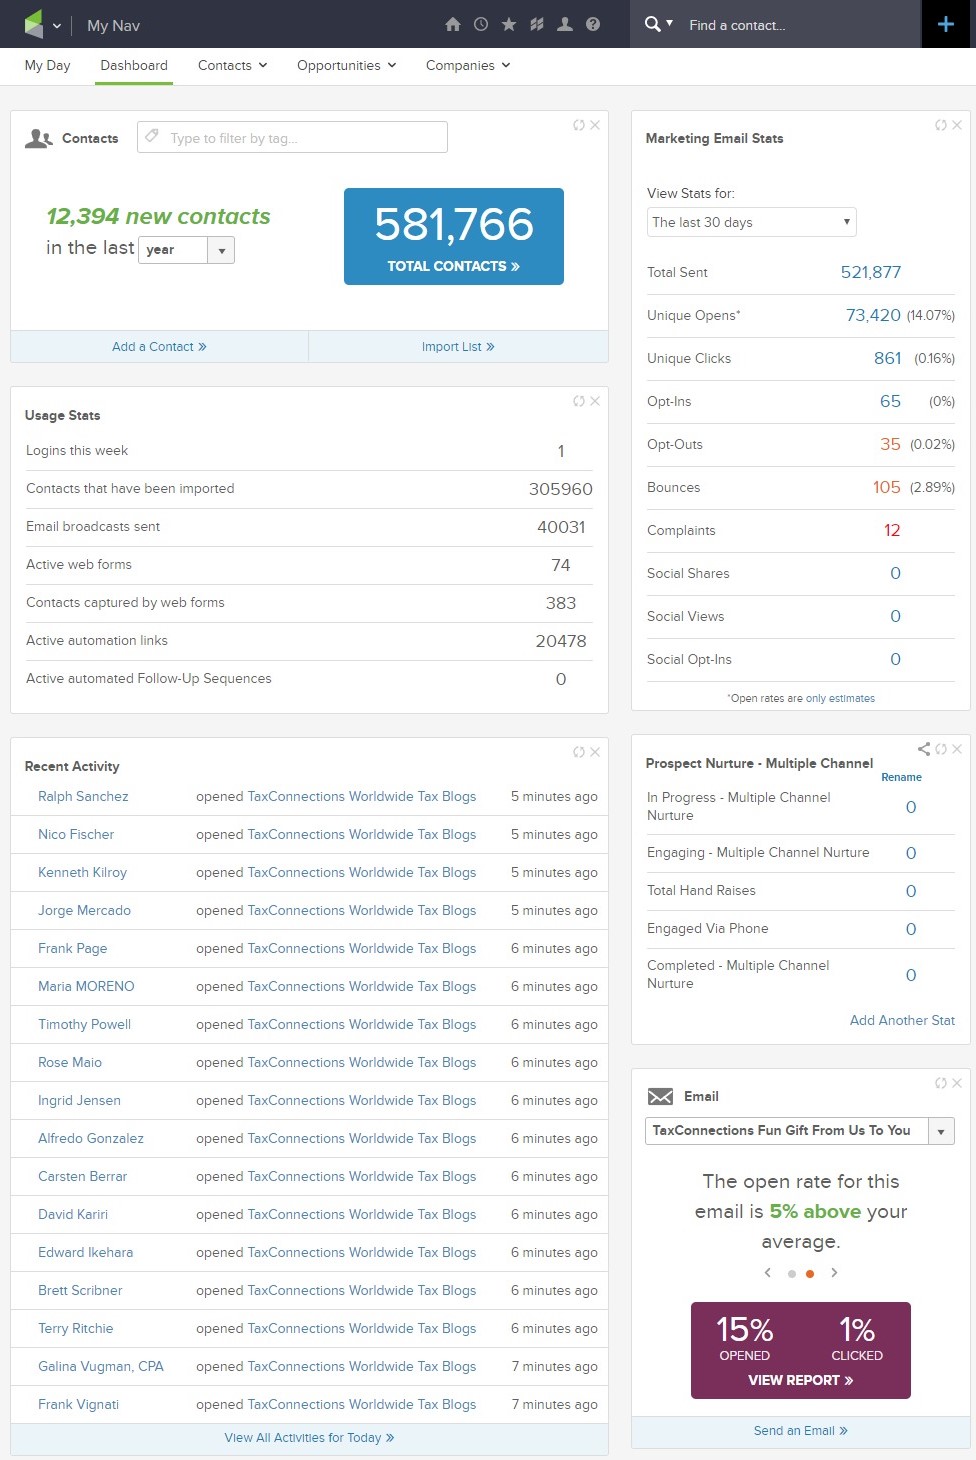 My Nav
Find a contact...
My Day Dashboard Contacts Opportunities Companies
Contacts
Type to filter by tag...
12,394 new contacts
in the last year
581,766
TOTAL CONTACTS »
Add a Contact »
Import List »
Usage Stats
Logins this week 1
Contacts that have been imported 305960
Email broadcasts sent 40031
Active web forms 74
Contacts captured by web forms 383
Active automation links 20478
Active automated Follow-Up Sequences 0
Recent Activity
Ralph Sanchez opened TaxConnections Worldwide Tax Blogs 5 minutes ago
Nico Fischer opened TaxConnections Worldwide Tax Blogs 5 minutes ago
Kenneth Kilroy opened TaxConnections Worldwide Tax Blogs 5 minutes ago
Jorge Mercado opened TaxConnections Worldwide Tax Blogs 5 minutes ago
Frank Page opened TaxConnections Worldwide Tax Blogs 6 minutes ago
Maria MORENO opened TaxConnections Worldwide Tax Blogs 6 minutes ago
Timothy Powell opened TaxConnections Worldwide Tax Blogs 6 minutes ago
Rose Maio opened TaxConnections Worldwide Tax Blogs 6 minutes ago
Ingrid Jensen opened TaxConnections Worldwide Tax Blogs 6 minutes ago
Alfredo Gonzalez opened TaxConnections Worldwide Tax Blogs 6 minutes ago
Carsten Berrar opened TaxConnections Worldwide Tax Blogs 6 minutes ago
David Kariri opened TaxConnections Worldwide Tax Blogs 6 minutes ago
Edward Ikehara opened TaxConnections Worldwide Tax Blogs 6 minutes ago
Brett Scribner opened TaxConnections Worldwide Tax Blogs 6 minutes ago
Terry Ritchie opened TaxConnections Worldwide Tax Blogs 6 minutes ago
Galina Vugman, CPA opened TaxConnections Worldwide Tax Blogs 7 minutes ago
Frank Vignati opened TaxConnections Worldwide Tax Blogs 7 minutes ago
View All Activities for Today »
Marketing Email Stats
View Stats for:
The last 30 days
Total Sent 521,877
Unique Opens* 73,420 (14.07%)
Unique Clicks 861 (0.16%)
Opt-Ins 65 (0%)
Opt-Outs 35 (0.02%)
Bounces 105 (2.89%)
Complaints 12
Social Shares 0
Social Views 0
Social Opt-Ins 0
*Open rates are only estimates
Prospect Nurture - Multiple Channel
Rename
In Progress - Multiple Channel
Nurture 0
Engaging - Multiple Channel Nurture 0
Total Hand Raises 0
Engaged Via Phone 0
Completed - Multiple Channel
Nurture 0
Add Another Stat
Email
TaxConnections Fun Gift From Us To You
The open rate for this
email is 5% above your
average.
15% 1%
OPENED CLICKED
VIEW REPORT »
Send an Email »